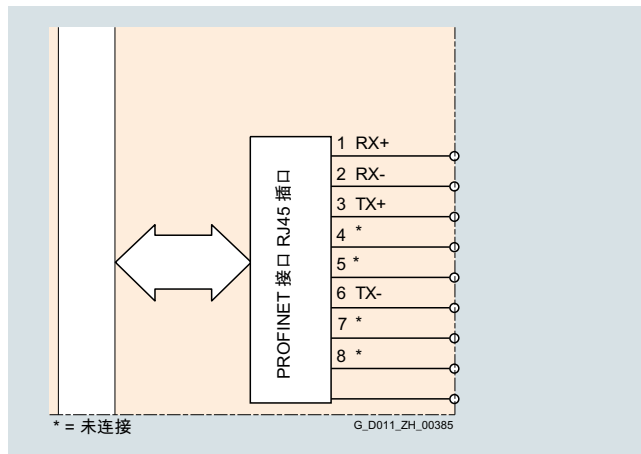 1 RX+
2 RX-
3 TX+
4 *
5 *
6 TX-
7 *
8 *
PROFINET 接口 RJ45 插口
* = 未连接
G_D011_ZH_00385